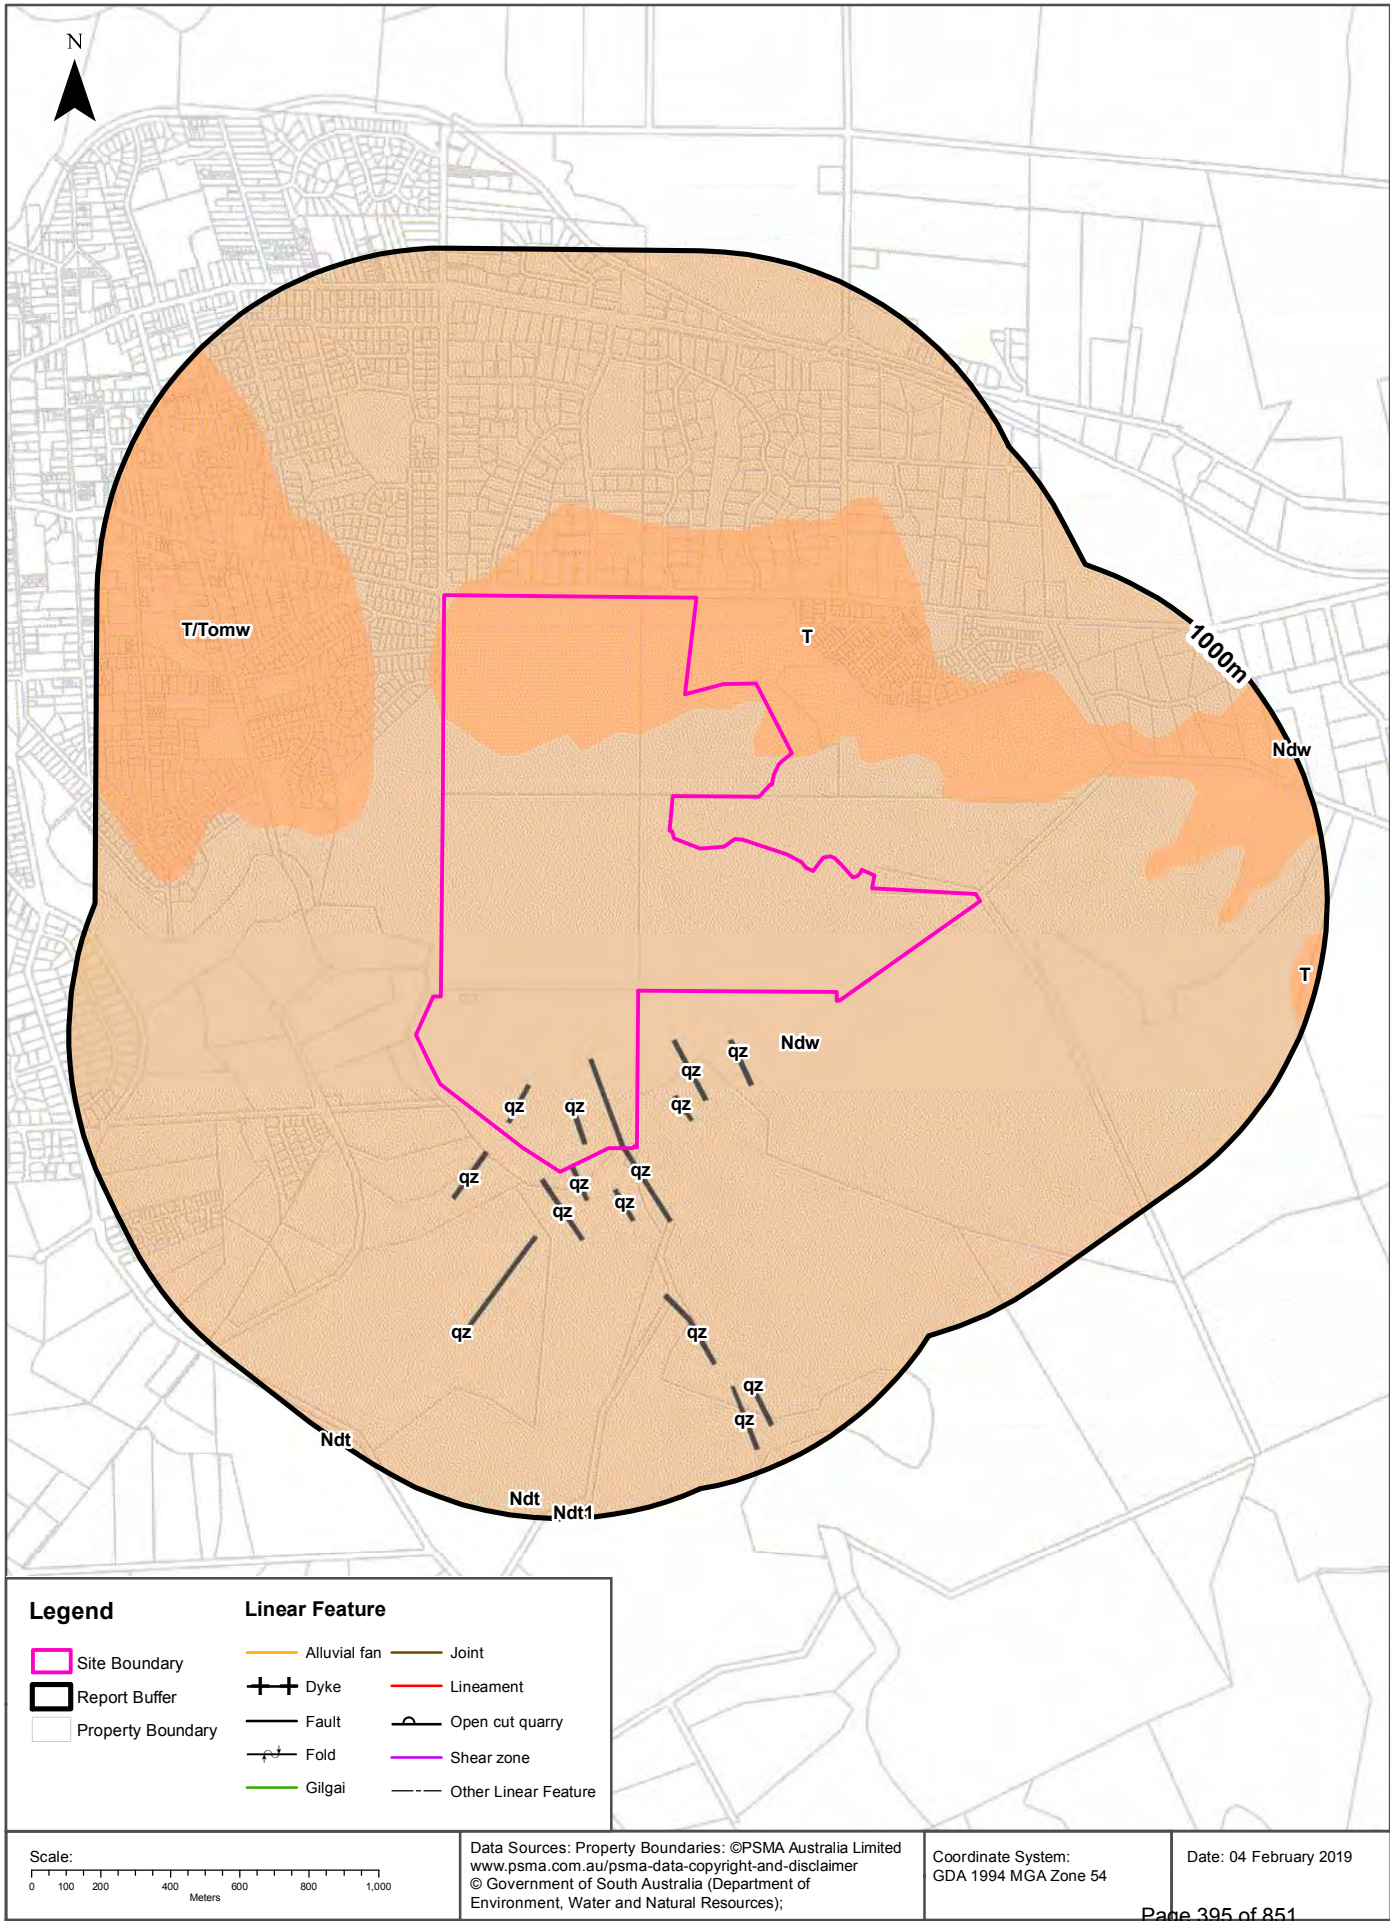 N
1000m
T/Tomw
T
Ndw
T
Ndw
qz
qz
qz
qz
qz
qz
qz
qz
qz
qz
qz
qz
qz
qz
Ndt
Ndt
Ndt1
Legend
Site Boundary
Report Buffer
Property Boundary
Linear Feature
Alluvial fan
Dyke
Fault
Fold
Gilgai
Joint
Lineament
Open cut quarry
Shear zone
Other Linear Feature
Scale:
0 100 200 400 600 800 1,000
Meters
Data Sources: Property Boundaries: ©PSMA Australia Limited
www.psma.com.au/psma-data-copyright-and-disclaimer
© Government of South Australia (Department of
Environment, Water and Natural Resources);
Coordinate System:
GDA 1994 MGA Zone 54
Date: 04 February 2019
Page 395 of 851